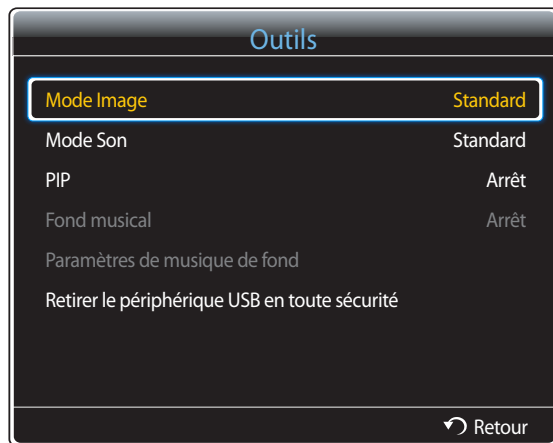 Outils
Mode Image Standard
Mode Son Standard
PIP Arrêt
Fond musical Arrêt
Paramètres de musique de fond
Retirer le périphérique USB en toute sécurité
Retour